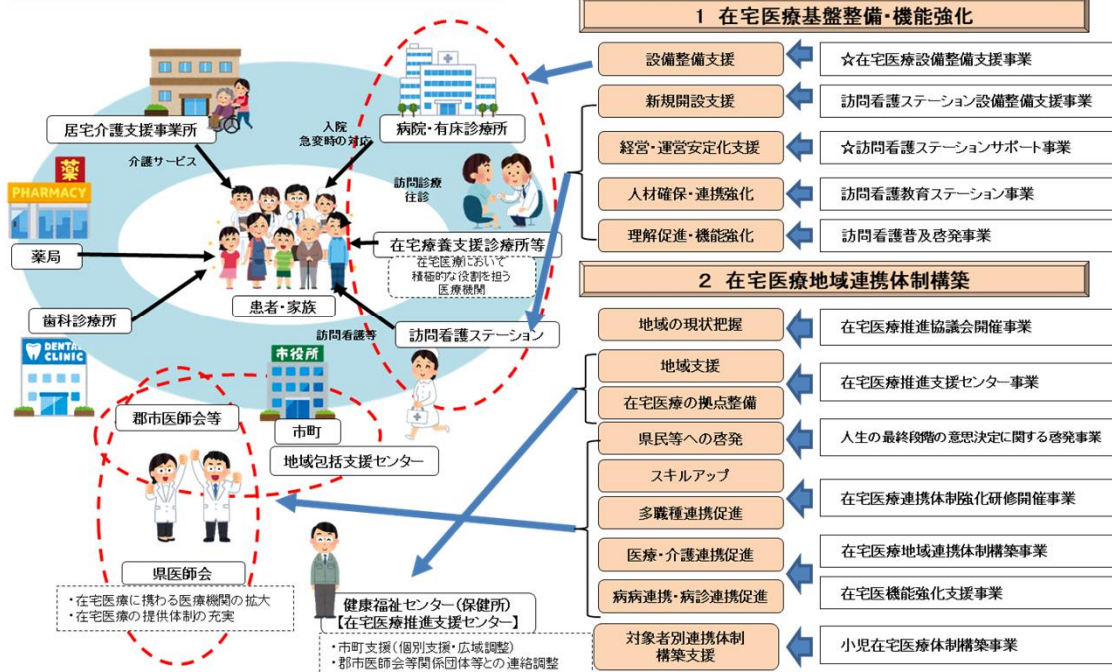 居宅介護支援事業所
介護サービス
入院
急変時の対応
病院・有床診療所
薬
PHARMACY
薬局
訪問診療
往診
在宅療養支援診療所等
在宅医療において
積極的な役割を担う
医療機関
患者・家族
歯科診療所
DENTAL
CLINIC
訪問看護等
訪問看護ステーション
市役所
市町
地域包括支援センター
郡市医師会等
県医師会
・在宅医療に携わる医療機関の拡大
・在宅医療の提供体制の充実
健康福祉センター(保健所)
【在宅医療推進支援センター】
・市町支援(個別支援・広域調整)
・郡市医師会等関係団体等との連絡調整
1 在宅医療基盤整備・機能強化
設備整備支援
☆在宅医療設備整備支援事業
新規開設支援
訪問看護ステーション設備整備支援事業
経営・運営安定化支援
☆訪問看護ステーションサポート事業
人材確保・連携強化
訪問看護教育ステーション事業
理解促進・機能強化
訪問看護普及啓発事業
2 在宅医療地域連携体制構築
地域の現状把握
在宅医療推進協議会開催事業
地域支援
在宅医療の拠点整備
在宅医療推進支援センター事業
県民等への啓発
人生の最終段階の意思決定に関する啓発事業
スキルアップ
多職種連携促進
在宅医療連携体制強化研修開催事業
医療・介護連携促進
在宅医療地域連携体制構築事業
病病連携・病診連携促進
在宅医機能強化支援事業
対象者別連携体制
構築支援
小児在宅医療体制構築事業